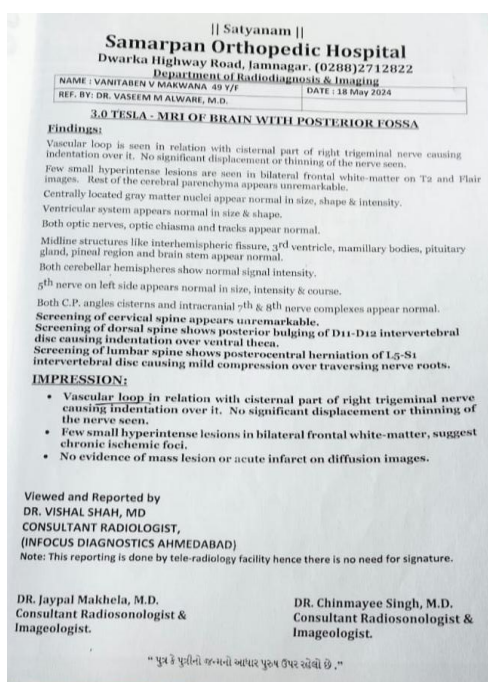 || Satyanam ||
Samarpan Orthopedic Hospital
Dwarka Highway Road, Jamnagar. (0288)2712822
Department of Radiodiagnosis & Imaging
NAME : VANITABEN V MAKWANA 49 Y/F
DATE : 18 May 2024
REF. BY: DR. VASEEM M ALWARE, M.D.
3.0 TESLA - MRI OF BRAIN WITH POSTERIOR FOSSA
Findings:
Vascular loop is seen in relation with cisternal part of right trigeminal nerve causing
indentation over it. No significant displacement or thinning of the nerve seen.
Few small hyperintense lesions are seen in bilateral frontal white-matter on T2 and Flair
images. Rest of the cerebral parenchyma appears unremarkable.
Centrally located gray matter nuclei appear normal in size, shape & intensity.
Ventricular system appears normal in size & shape.
Both optic nerves, optic chiasma and tracks appear normal.
Midline structures like interhemispheric fissure, 3rd ventricle, mamillary bodies, pituitary
gland, pineal region and brain stem appear normal.
Both cerebellar hemispheres show normal signal intensity.
5th nerve on left side appears normal in size, intensity & course.
Both C.P. angles cisterns and intracranial 7th & 8th nerve complexes appear normal.
Screening of cervical spine appears unremarkable.
Screening of dorsal spine shows posterior bulging of D11-D12 intervertebral
disc causing indentation over ventral theca.
Screening of lumbar spine shows posterocentral herniation of L5-S1
intervertebral disc causing mild compression over traversing nerve roots.
IMPRESSION:
• Vascular loop in relation with cisternal part of right trigeminal nerve
causing indentation over it. No significant displacement or thinning of
the nerve seen.
• Few small hyperintense lesions in bilateral frontal white-matter, suggest
chronic ischemic foci.
• No evidence of mass lesion or acute infarct on diffusion images.
Viewed and Reported by
DR. VISHAL SHAH, MD
CONSULTANT RADIOLOGIST,
(INFOCUS DIAGNOSTICS AHMEDABAD)
Note: This reporting is done by tele-radiology facility hence there is no need for signature.
DR. Jaypal Makhela, M.D.
Consultant Radiosonologist &
Imageologist.
DR. Chinmayee Singh, M.D.
Consultant Radiosonologist &
Imageologist.
“ પુત્ર કે પુત્રીનો જન્મનો આધાર પુરુષ ઉપર રહેલો છે .”